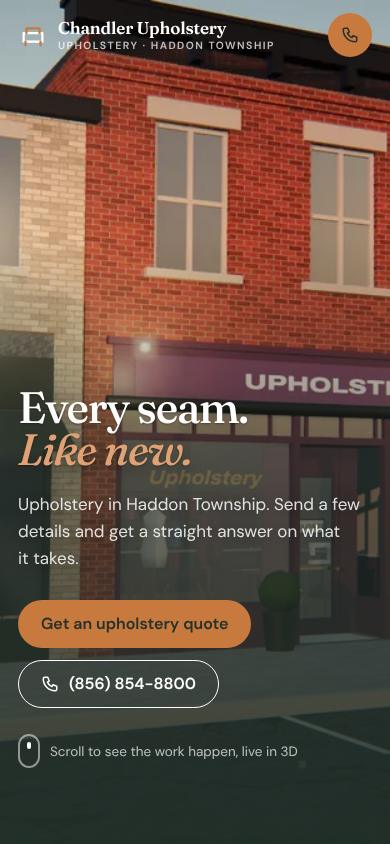 Chandler Upholstery
UPHOLSTERY · HADDON TOWNSHIP
UPHOLST
Every seam.
Like new.
Upholstery
Upholstery in Haddon Township. Send a few
details and get a straight answer on what
it takes.
Get an upholstery quote
(856) 854-8800
Scroll to see the work happen, live in 3D